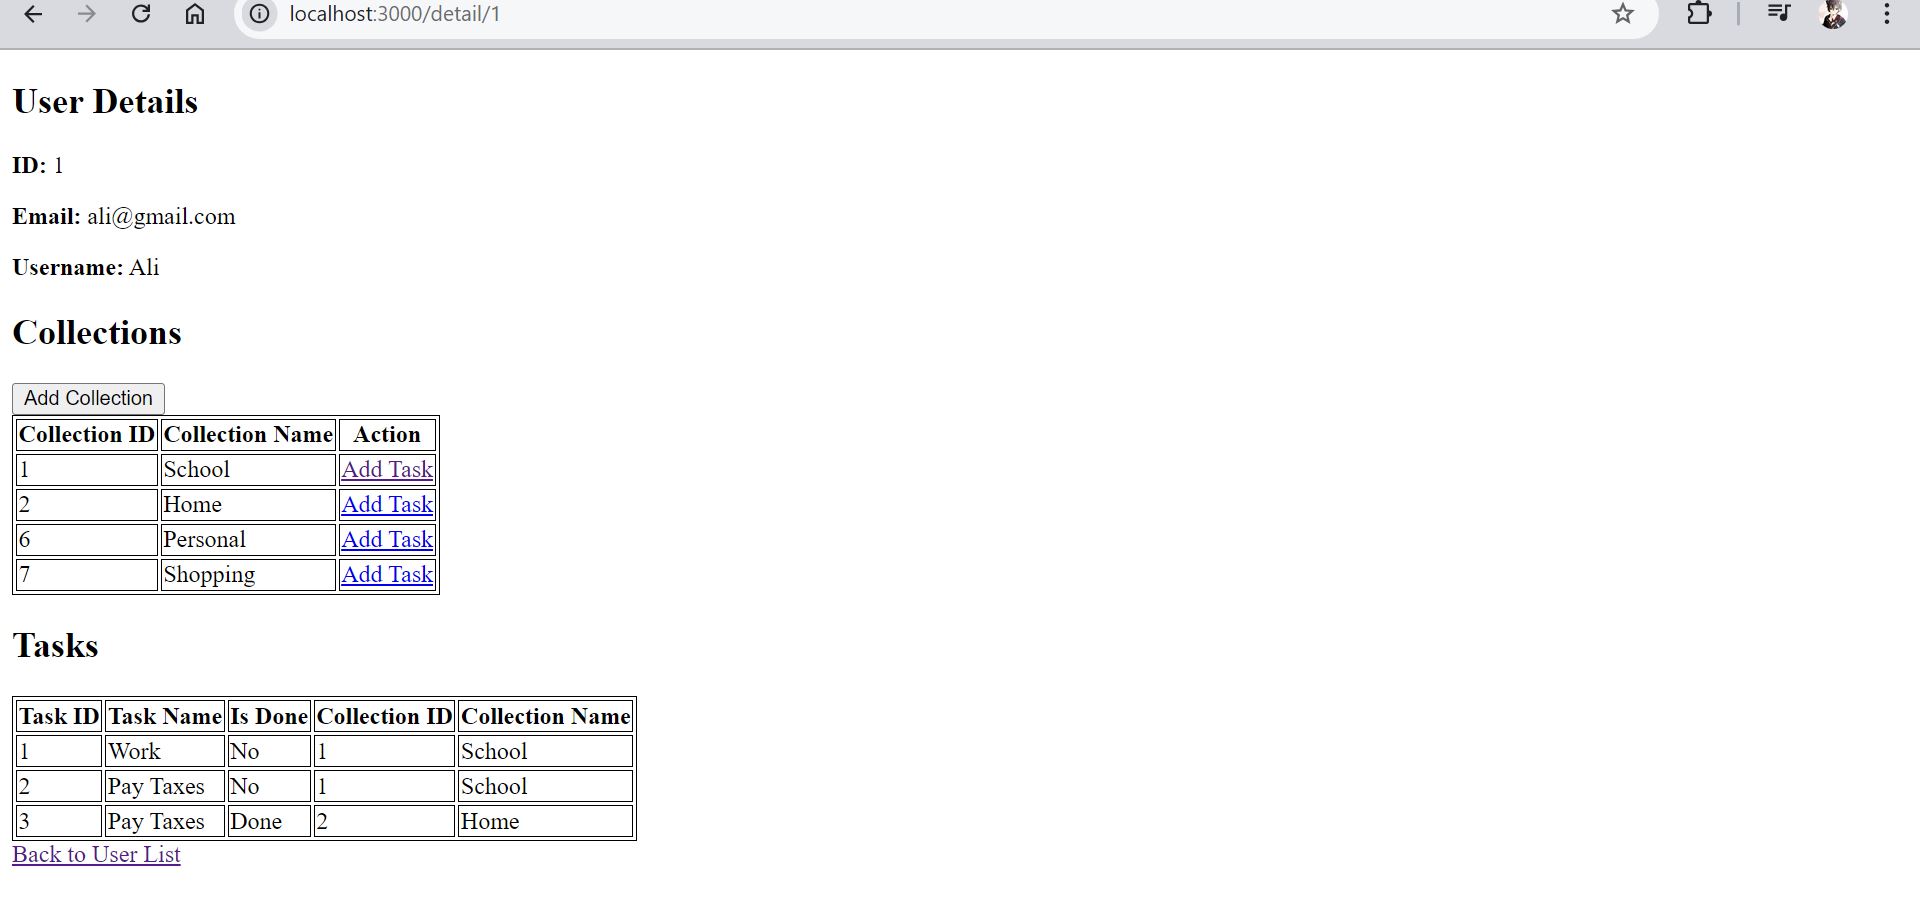 localhost:3000/detail/1
User Details
ID: 1
Email: ali@gmail.com
Username: Ali
Collections
Add Collection
Collection ID Collection Name Action
1 School Add Task
2 Home Add Task
6 Personal Add Task
7 Shopping Add Task
Tasks
Task ID Task Name Is Done Collection ID Collection Name
1 Work No 1 School
2 Pay Taxes No 1 School
3 Pay Taxes Done 2 Home
Back to User List